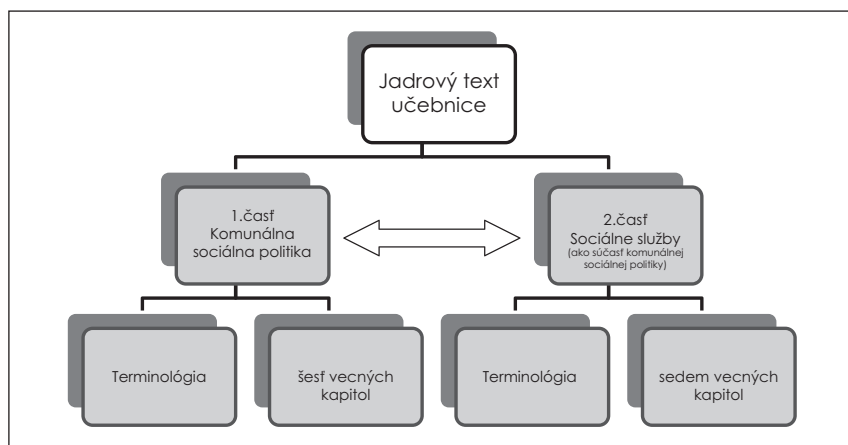 Jadrový text
učebnice
1.časť
Komunálna
sociálna politika
2.časť
Sociálne služby
(ako súčasť komunálnej
sociálnej politiky)
Terminológia
šesť vecných
kapitol
Terminológia
sedem vecných
kapitol